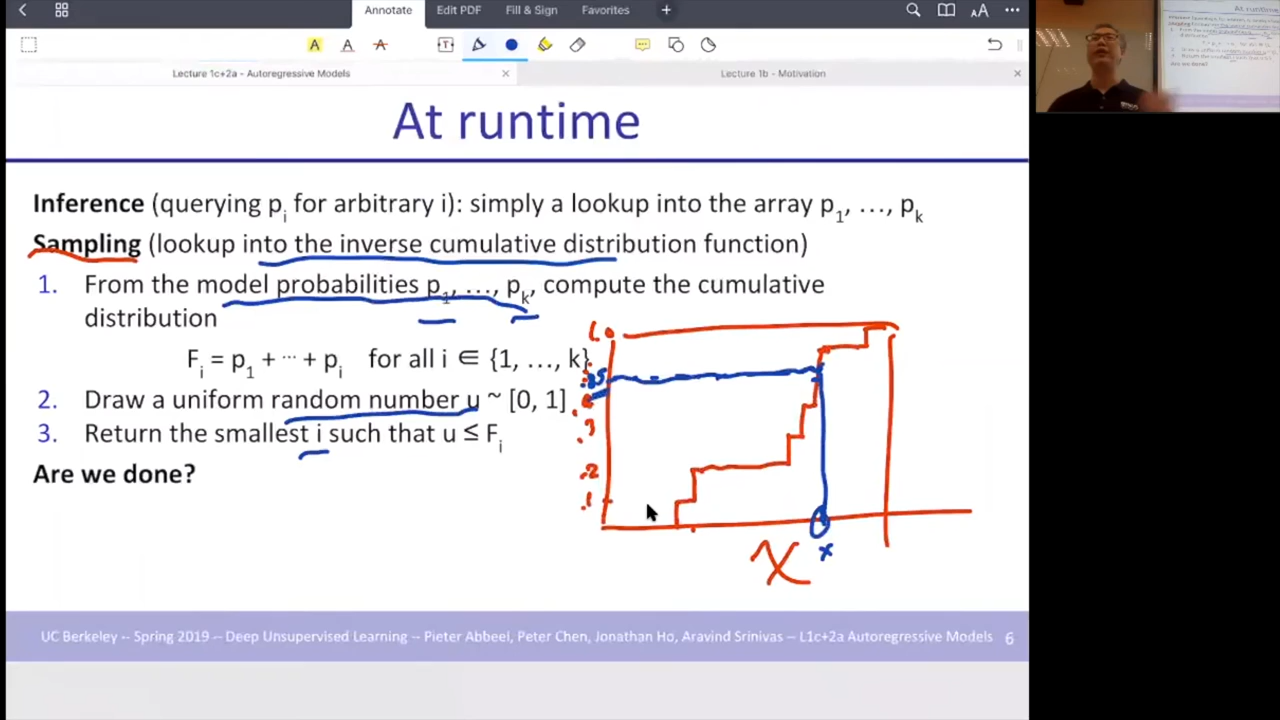 Annotate Edit PDF Fill & Sign Favorites +
Lecture 1c+2a - Autoregressive Models × Lecture 1b - Motivation ×
At runtime
Inference (querying pi for arbitrary i): simply a lookup into the array p1, …, pk
Sampling (lookup into the inverse cumulative distribution function)
1. From the model probabilities p1, …, pk, compute the cumulative
distribution
Fi = p1 + ··· + pi for all i ∈ {1, …, k}
2. Draw a uniform random number u ~ [0, 1]
3. Return the smallest i such that u ≤ Fi
Are we done?
1.0
.3
.2
.1
x
X
UC Berkeley -- Spring 2019 -- Deep Unsupervised Learning -- Pieter Abbeel, Peter Chen, Jonathan Ho, Aravind Srinivas -- L1c+2a Autoregressive Models 6